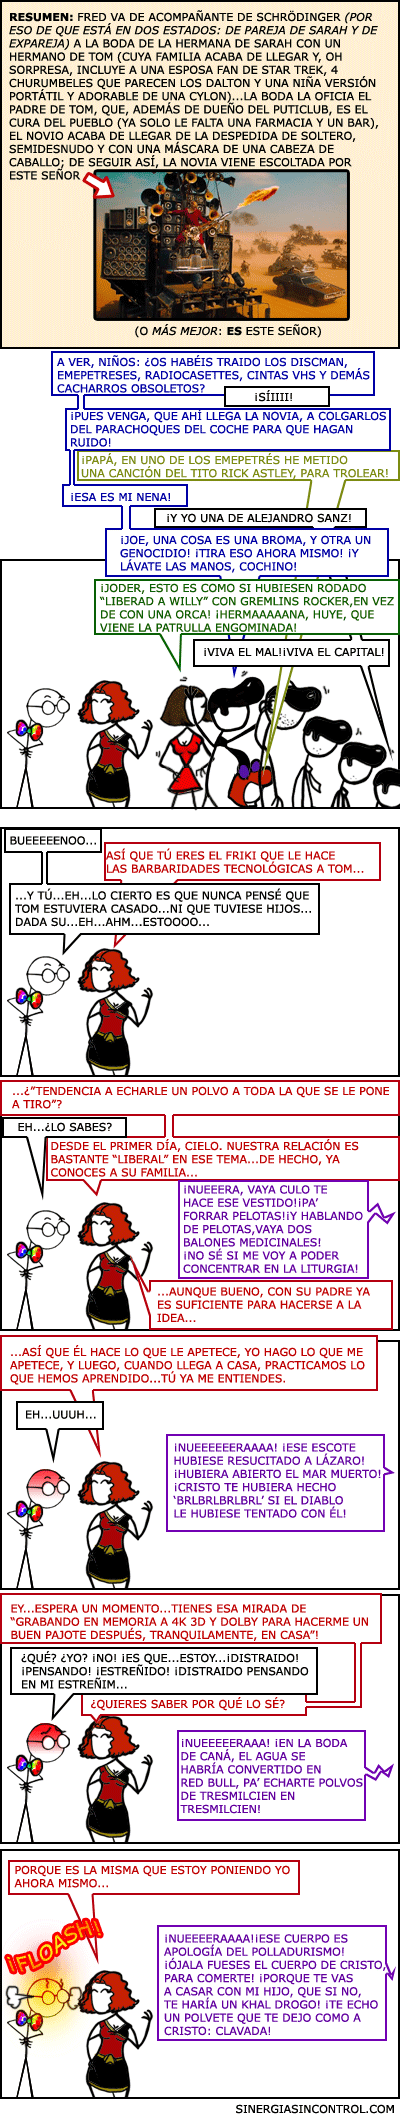 RESUMEN: FRED VA DE ACOMPAÑANTE DE SCHRÖDINGER (POR
ESO DE QUE ESTÁ EN DOS ESTADOS: DE PAREJA DE SARAH Y DE
EXPAREJA) A LA BODA DE LA HERMANA DE SARAH CON UN
HERMANO DE TOM (CUYA FAMILIA ACABA DE LLEGAR Y, OH
SORPRESA, INCLUYE A UNA ESPOSA FAN DE STAR TREK, 4
CHURUMBELES QUE PARECEN LOS DALTON Y UNA NIÑA VERSIÓN
PORTÁTIL Y ADORABLE DE UNA CYLON)...LA BODA LA OFICIA EL
PADRE DE TOM, QUE, ADEMÁS DE DUEÑO DEL PUTICLUB, ES EL
CURA DEL PUEBLO (YA SOLO LE FALTA UNA FARMACIA Y UN BAR),
EL NOVIO ACABA DE LLEGAR DE LA DESPEDIDA DE SOLTERO,
SEMIDESNUDO Y CON UNA MÁSCARA DE UNA CABEZA DE
CABALLO; DE SEGUIR ASÍ, LA NOVIA VIENE ESCOLTADA POR
ESTE SEÑOR
(O MÁS MEJOR: ES ESTE SEÑOR)
A VER, NIÑOS: ¿OS HABÉIS TRAIDO LOS DISCMAN,
EMEPETRESES, RADIOCASETTES, CINTAS VHS Y DEMÁS
CACHARROS OBSOLETOS?
¡SÍIIII!
¡PUES VENGA, QUE AHÍ LLEGA LA NOVIA, A COLGARLOS
DEL PARACHOQUES DEL COCHE PARA QUE HAGAN
RUIDO!
¡PAPÁ, EN UNO DE LOS EMEPETRÉS HE METIDO
UNA CANCIÓN DEL TITO RICK ASTLEY, PARA TROLEAR!
¡ESA ES MI NENA!
¡Y YO UNA DE ALEJANDRO SANZ!
¡JOE, UNA COSA ES UNA BROMA, Y OTRA UN
GENOCIDIO! ¡TIRA ESO AHORA MISMO! ¡Y
LÁVATE LAS MANOS, COCHINO!
¡JODER, ESTO ES COMO SI HUBIESEN RODADO
"LIBERAD A WILLY" CON GREMLINS ROCKER,EN VEZ
DE CON UNA ORCA! ¡HERMAAAAANA, HUYE, QUE
VIENE LA PATRULLA ENGOMINADA!
¡VIVA EL MAL!¡VIVA EL CAPITAL!
BUEEEEENOO...
ASÍ QUE TÚ ERES EL FRIKI QUE LE HACE
LAS BARBARIDADES TECNOLÓGICAS A TOM...
...Y TÚ...EH...LO CIERTO ES QUE NUNCA PENSÉ QUE
TOM ESTUVIERA CASADO...NI QUE TUVIESE HIJOS...
DADA SU...EH...AHM...ESTOOOO...
...¿"TENDENCIA A ECHARLE UN POLVO A TODA LA QUE SE LE PONE
A TIRO"?
EH...¿LO SABES?
DESDE EL PRIMER DÍA, CIELO. NUESTRA RELACIÓN ES
BASTANTE "LIBERAL" EN ESE TEMA...DE HECHO, YA
CONOCES A SU FAMILIA...
¡NUEEERA, VAYA CULO TE
HACE ESE VESTIDO!¡PA'
FORRAR PELOTAS!¡Y HABLANDO
DE PELOTAS,VAYA DOS
BALONES MEDICINALES!
¡NO SÉ SI ME VOY A PODER
CONCENTRAR EN LA LITURGIA!
...AUNQUE BUENO, CON SU PADRE YA
ES SUFICIENTE PARA HACERSE A LA
IDEA...
...ASÍ QUE ÉL HACE LO QUE LE APETECE, YO HAGO LO QUE ME
APETECE, Y LUEGO, CUANDO LLEGA A CASA, PRACTICAMOS LO
QUE HEMOS APRENDIDO...TÚ YA ME ENTIENDES.
EH...UUUH...
¡NUEEEEEERAAAA! ¡ESE ESCOTE
HUBIESE RESUCITADO A LÁZARO!
¡HUBIERA ABIERTO EL MAR MUERTO!
¡CRISTO TE HUBIERA HECHO
'BRLBRLBRLBRL' SI EL DIABLO
LE HUBIESE TENTADO CON ÉL!
EY...ESPERA UN MOMENTO...TIENES ESA MIRADA DE
"GRABANDO EN MEMORIA A 4K 3D Y DOLBY PARA HACERME UN
BUEN PAJOTE DESPUÉS, TRANQUILAMENTE, EN CASA"!
¿QUÉ? ¿YO? ¡NO! ¡ES QUE...ESTOY...¡DISTRAIDO!
¡PENSANDO! ¡ESTREÑIDO! ¡DISTRAIDO PENSANDO
EN MI ESTREÑIM...
¿QUIERES SABER POR QUÉ LO SÉ?
¡NUEEEEERAAA! ¡EN LA BODA
DE CANÁ, EL AGUA SE
HABRÍA CONVERTIDO EN
RED BULL, PA' ECHARTE POLVOS
DE TRESMILCIEN EN
TRESMILCIEN!
PORQUE ES LA MISMA QUE ESTOY PONIENDO YO
AHORA MISMO...
¡FLOASH!
¡NUEEEERAAAA!¡ESE CUERPO ES
APOLOGÍA DEL POLLADURISMO!
¡ÓJALA FUESES EL CUERPO DE CRISTO,
PARA COMERTE! ¡PORQUE TE VAS
A CASAR CON MI HIJO, QUE SI NO,
TE HARÍA UN KHAL DROGO! ¡TE ECHO
UN POLVETE QUE TE DEJO COMO A
CRISTO: CLAVADA!
SINERGIASINCONTROL.COM